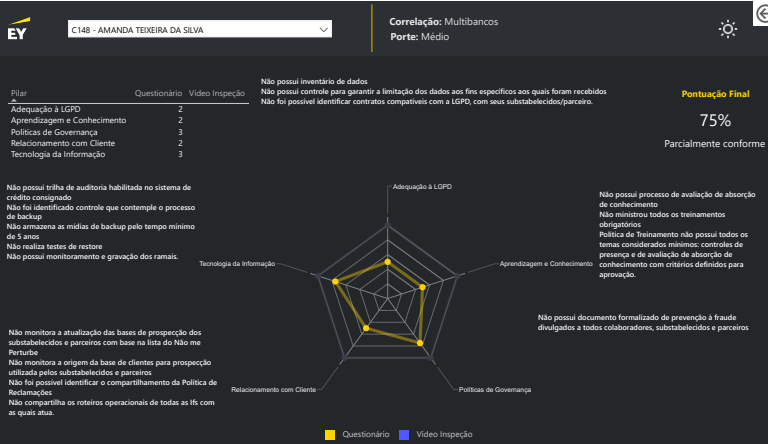 EY
C148 - AMANDA TEIXEIRA DA SILVA
Correlação: Multibancos
Porte: Médio
Pilar Questionário Vídeo Inspeção
Adequação à LGPD 2
Aprendizagem e Conhecimento 2
Políticas de Governança 3
Relacionamento com Cliente 2
Tecnologia da Informação 3
Não possui inventário de dados
Não possui controle para garantir a limitação dos dados aos fins específicos aos quais foram recebidos
Não foi possível identificar contratos compatíveis com a LGPD, com seus substabelecidos/parceiro.
Pontuação Final
75%
Parcialmente conforme
Não possui trilha de auditoria habilitada no sistema de
crédito consignado
Não foi identificado controle que contemple o processo
de backup
Não armazena as mídias de backup pelo tempo mínimo
de 5 anos
Não realiza testes de restore
Não possui monitoramento e gravação dos ramais.
Adequação à LGPD
Tecnologia da Informação
Aprendizagem e Conhecimento
Relacionamento com Cliente
Políticas de Governança
Não possui processo de avaliação de absorção
de conhecimento
Não ministrou todos os treinamentos
obrigatórios
Política de Treinamento não possui todos os
temas considerados mínimos: controles de
presença e de avaliação de absorção de
conhecimento com critérios definidos para
aprovação.
Não possui documento formalizado de prevenção à fraude
divulgados a todos colaboradores, substabelecidos e parceiros
Não monitora a atualização das bases de prospecção dos
substabelecidos e parceiros com base na lista do Não me
Perturbe
Não monitora a origem da base de clientes para prospecção
utilizada pelos substabelecidos e parceiros
Não foi possível identificar o compartilhamento da Política de
Reclamações
Não compartilha os roteiros operacionais de todas as Ifs com
as quais atua.
Questionário Vídeo Inspeção